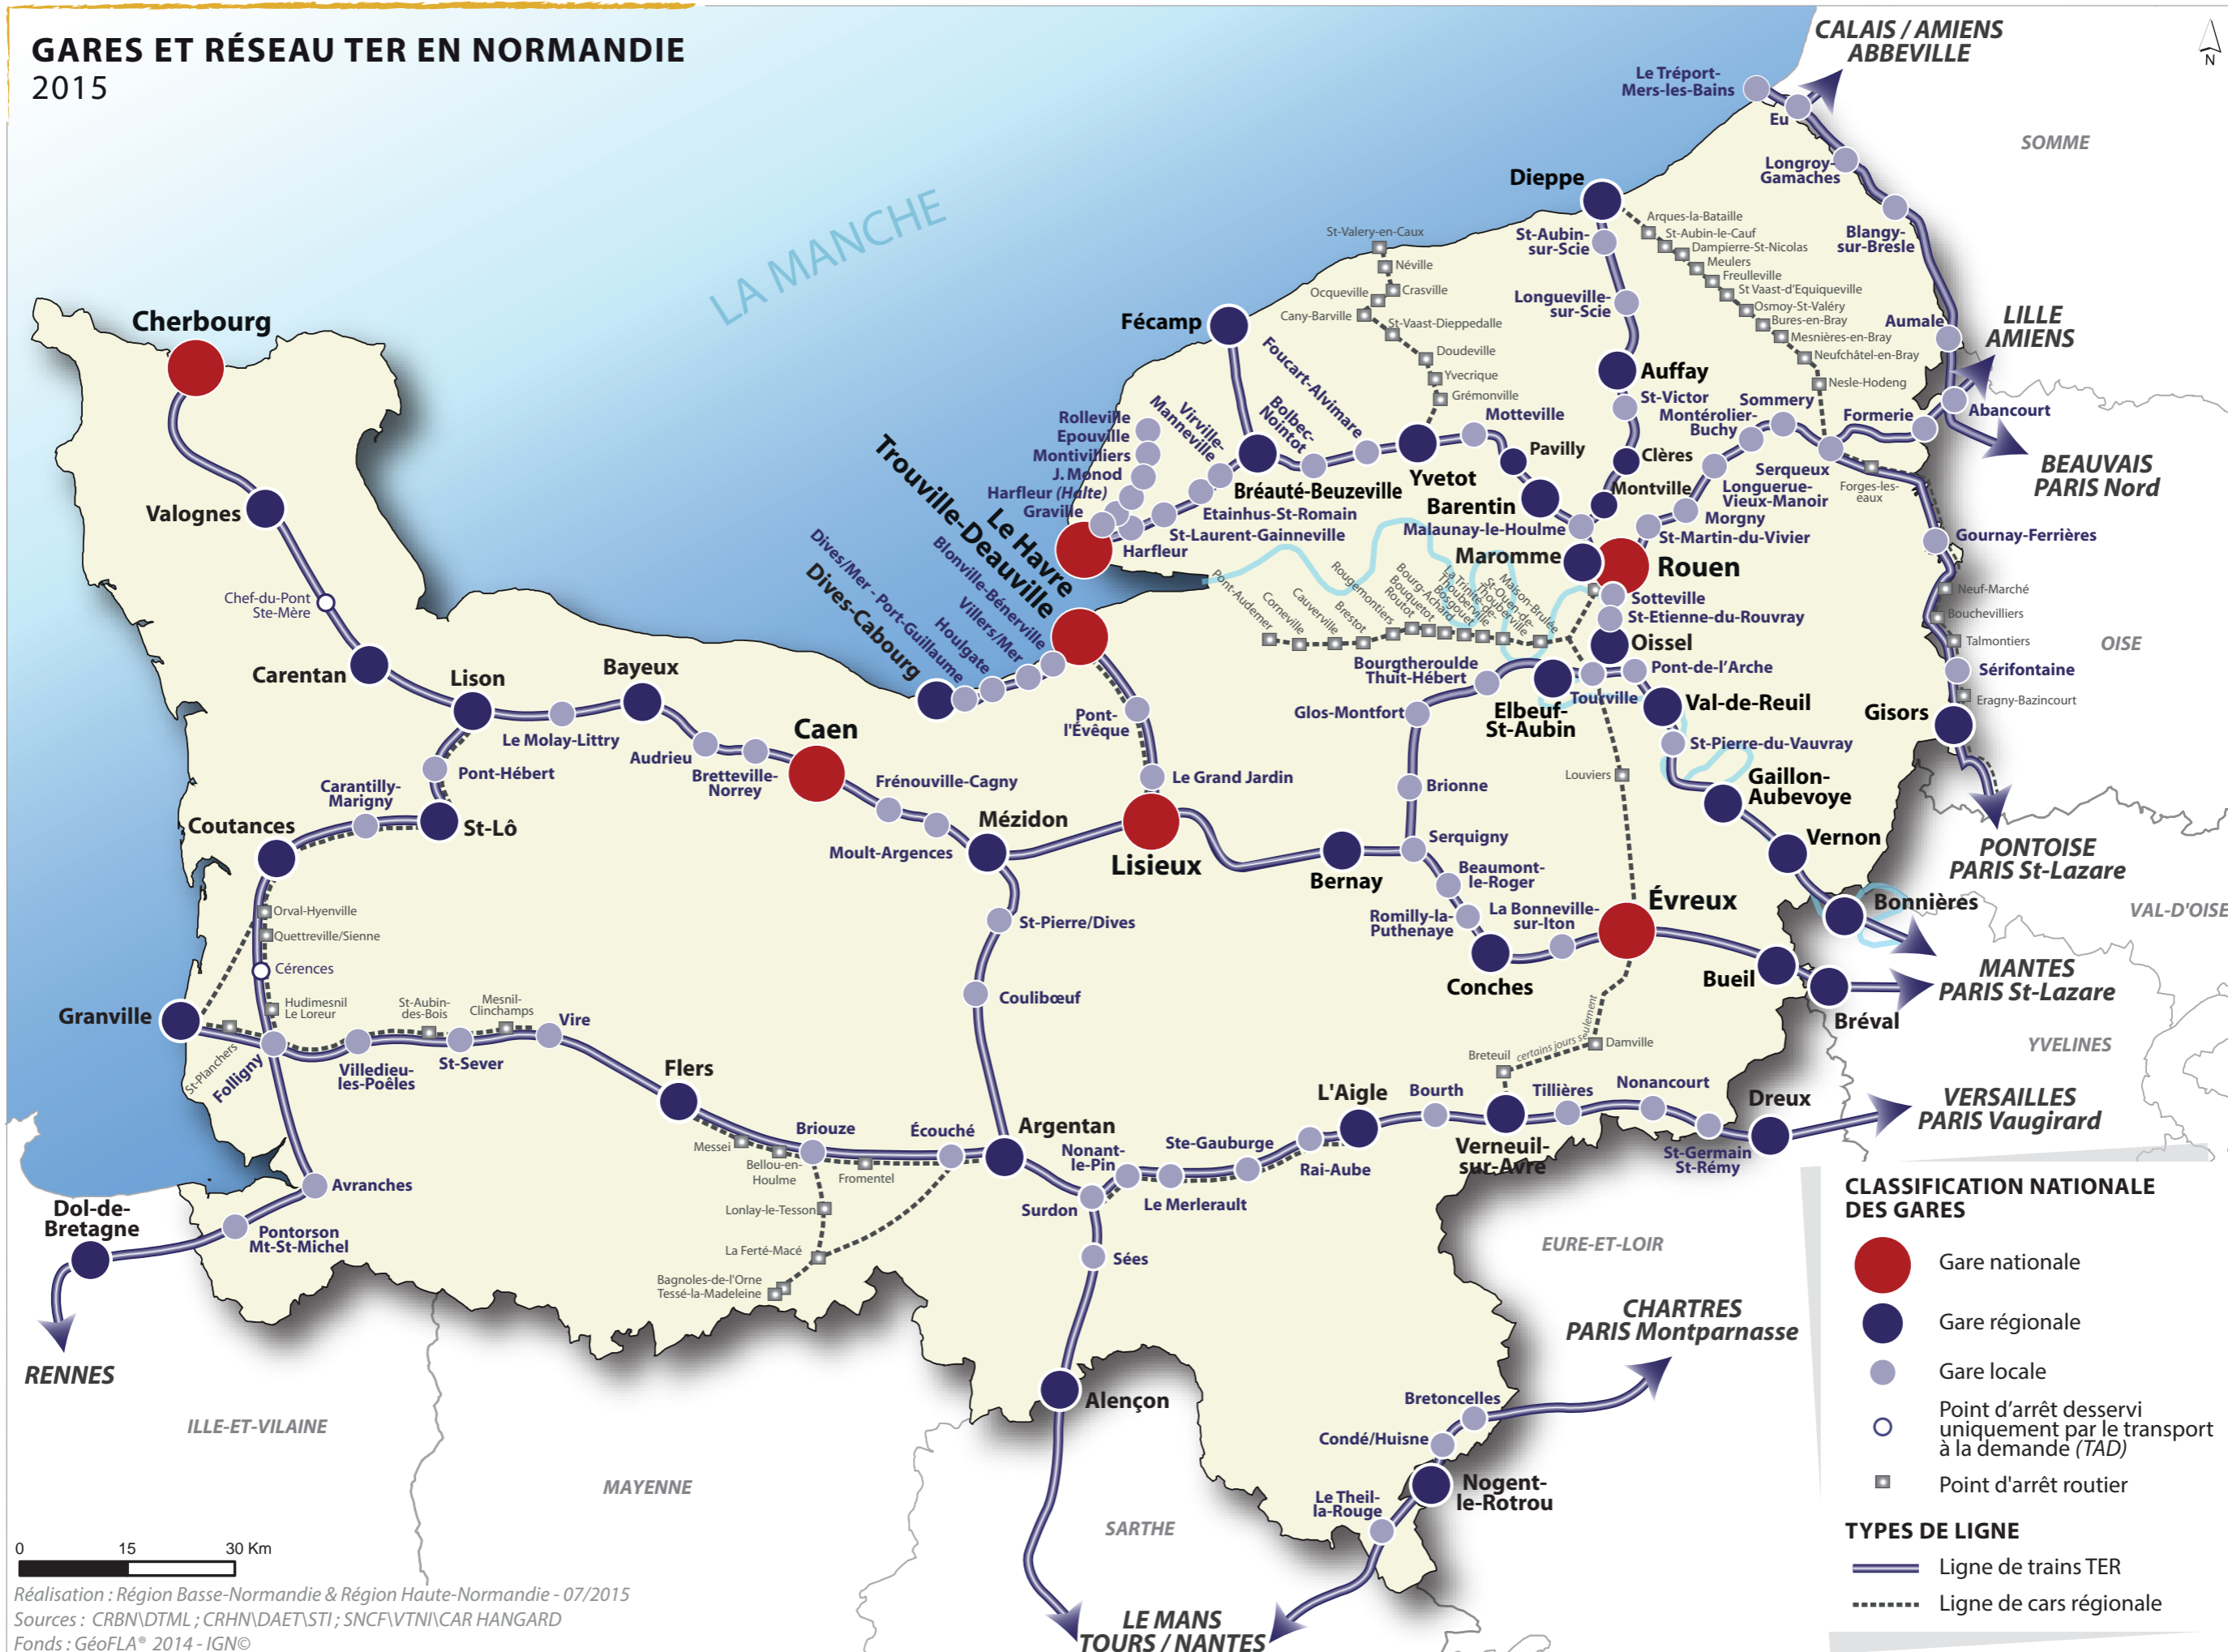 GARES ET RÉSEAU TER EN NORMANDIE
2015
CALAIS / AMIENS
ABBEVILLE
N
Le Tréport-
Mers-les-Bains
Eu
SOMME
Longroy-
Gamaches
Blangy-
sur-Bresle
Aumale
LILLE
AMIENS
Abancourt
Formerie
BEAUVAIS
PARIS Nord
LA MANCHE
Dieppe
St-Aubin-
sur-Scie
Longueville-
sur-Scie
Auffay
St-Victor
Clères
Montville
Arques-la-Bataille
St-Aubin-le-Cauf
Dampierre-St-Nicolas
Meulers
Freulleville
St Vaast-d'Equiqueville
Osmoy-St-Valéry
Bures-en-Bray
Mesnières-en-Bray
Neufchâtel-en-Bray
Nesle-Hodeng
Sommery
Montérolier-
Buchy
Serqueux
Forges-les-
eaux
Longuerue-
Vieux-Manoir
Morgny
St-Martin-du-Vivier
Gournay-Ferrières
Neuf-Marché
Bouchevilliers
Talmontiers
Sérifontaine
Eragny-Bazincourt
OISE
Gisors
PONTOISE
PARIS St-Lazare
St-Valery-en-Caux
Néville
Crasville
Ocqueville
Cany-Barville
St-Vaast-Dieppedalle
Doudeville
Yvecrique
Grémonville
Fécamp
Foucart-Alvimare
Bolbec-
Nointot
Virville-
Manneville
Motteville
Pavilly
Yvetot
Barentin
Malaunay-le-Houlme
Maromme
Bréauté-Beuzeville
Etainhus-St-Romain
St-Laurent-Gainneville
Harfleur
Rolleville
Epouville
Montivilliers
J. Monod
Harfleur (Halte)
Graville
Le Havre
Trouville-
Deauville
Blonville-Bénerville
Villers/Mer
Houlgate
Dives/Mer - Port-Guillaume
Dives-Cabourg
Rouen
Sotteville
St-Etienne-du-Rouvray
Oissel
Pont-de-l'Arche
Tourville
Elbeuf-
St-Aubin
Bourgtheroulde
Thuit-Hébert
Glos-Montfort
Brionne
Serquigny
Pont-Audemer
Corneville
Cauverville
Brestot
Rougemontiers
Routot
Bouquetot
Bourg-Achard
Bosgouet
La Trinité-de-
Thouberville
St-Ouen-de-
Thouberville
Maison-Brulée
Val-de-Reuil
St-Pierre-du-Vauvray
Louviers
Gaillon-
Aubevoye
Vernon
Bonnières
VAL-D'OISE
MANTES
PARIS St-Lazare
Cherbourg
Valognes
Chef-du-Pont
Ste-Mère
Carentan
Lison
Le Molay-Littry
Bayeux
Audrieu
Bretteville-
Norrey
Caen
Frénouville-Cagny
Moult-Argences
Mézidon
Pont-
l'Évêque
Le Grand Jardin
Lisieux
Bernay
Beaumont-
le-Roger
Romilly-la-
Puthenaye
La Bonneville-
sur-Iton
Conches
Évreux
Bueil
Bréval
YVELINES
Pont-Hébert
St-Lô
Carantilly-
Marigny
Coutances
Orval-Hyenville
Quettreville/Sienne
Cérences
Hudimesnil
Le Loreur
Granville
St-Planchers
Folligny
Villedieu-
les-Poêles
St-Aubin-
des-Bois
St-Sever
Mesnil-
Clinchamps
Vire
Flers
Messei
Bellou-en-
Houlme
Briouze
Fromentel
Écouché
Argentan
Lonlay-le-Tesson
La Ferté-Macé
Bagnoles-de-l'Orne
Tessé-la-Madeleine
St-Pierre/Dives
Coulibœuf
Surdon
Nonant-
le-Pin
Le Merlerault
Ste-Gauburge
Rai-Aube
L'Aigle
Bourth
Verneuil-
sur-Avre
Breteuil
certains jours seulement
Damville
Tillières
Nonancourt
St-Germain
St-Rémy
Dreux
VERSAILLES
PARIS Vaugirard
Sées
Alençon
Avranches
Pontorson
Mt-St-Michel
Dol-de-
Bretagne
RENNES
ILLE-ET-VILAINE
MAYENNE
SARTHE
EURE-ET-LOIR
CHARTRES
PARIS Montparnasse
Bretoncelles
Condé/Huisne
Nogent-
le-Rotrou
Le Theil-
la-Rouge
LE MANS
TOURS / NANTES
CLASSIFICATION NATIONALE
DES GARES
Gare nationale
Gare régionale
Gare locale
Point d'arrêt desservi
uniquement par le transport
à la demande (TAD)
Point d'arrêt routier
TYPES DE LIGNE
Ligne de trains TER
Ligne de cars régionale
0 15 30 Km
Réalisation : Région Basse-Normandie & Région Haute-Normandie - 07/2015
Sources : CRBN\DTML ; CRHN\DAET\STI ; SNCF\VTNI\CAR HANGARD
Fonds : GéoFLA® 2014 - IGN©